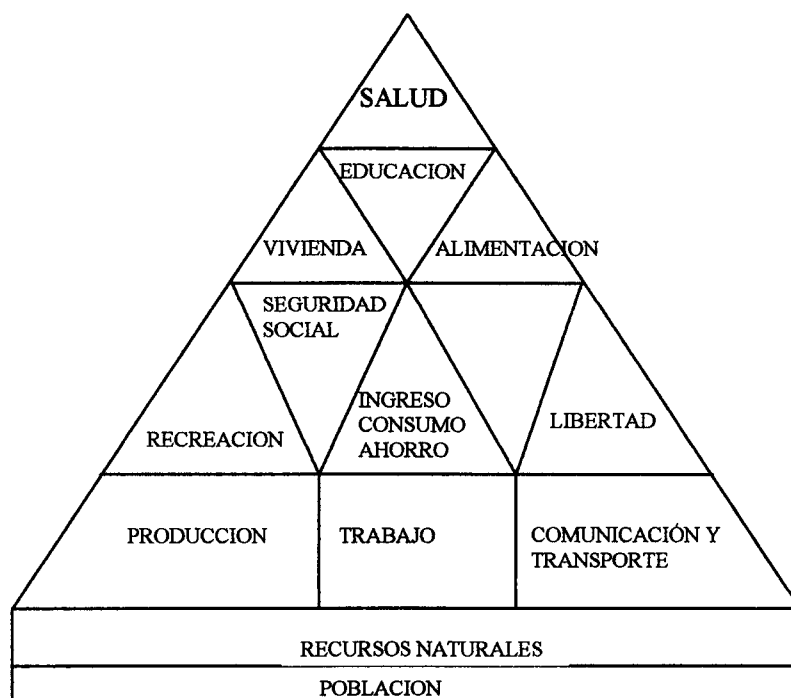 SALUD
EDUCACION
VIVIENDA
ALIMENTACION
SEGURIDAD
SOCIAL
RECREACION
INGRESO
CONSUMO
AHORRO
LIBERTAD
PRODUCCION
TRABAJO
COMUNICACIÓN Y
TRANSPORTE
RECURSOS NATURALES
POBLACION